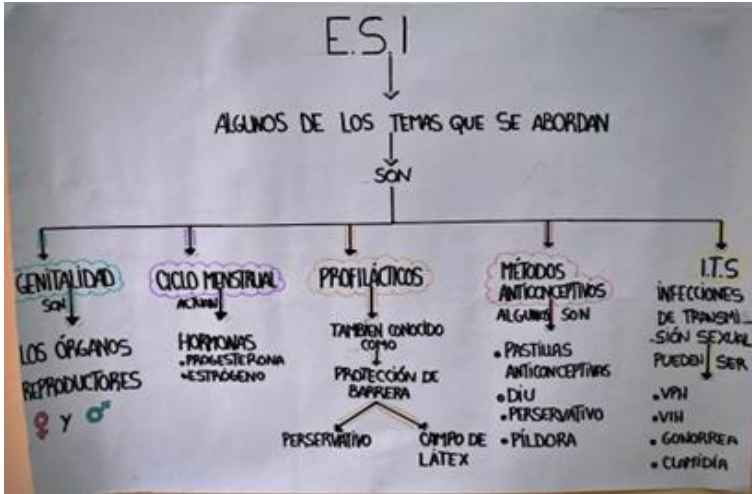 E.S.I
ALGUNOS DE LOS TEMAS QUE SE ABORDAN
SON
GENITALIDAD
SON
LOS ÓRGANOS
REPRODUCTORES
♀ y ♂
CICLO MENSTRUAL
ACTÚAN
HORMONAS
• PROGESTERONA
• ESTRÓGENO
PROFILÁCTICOS
TAMBIEN CONOCIDO
COMO
PROTECCIÓN DE
BARRERA
PERSERVATIVO
CAMPO DE
LÁTEX
MÉTODOS
ANTICONCEPTIVOS
ALGUNOS SON
• PASTILLAS
ANTICONCEPTIVAS
• DIU
• PERSERVATIVO
• PÍLDORA
I.T.S
INFECCIONES
DE TRANSMI-
-SIÓN SEXUAL
PUEDEN SER
• VPH
• VIH
• GONORREA
• CLAMIDÍA